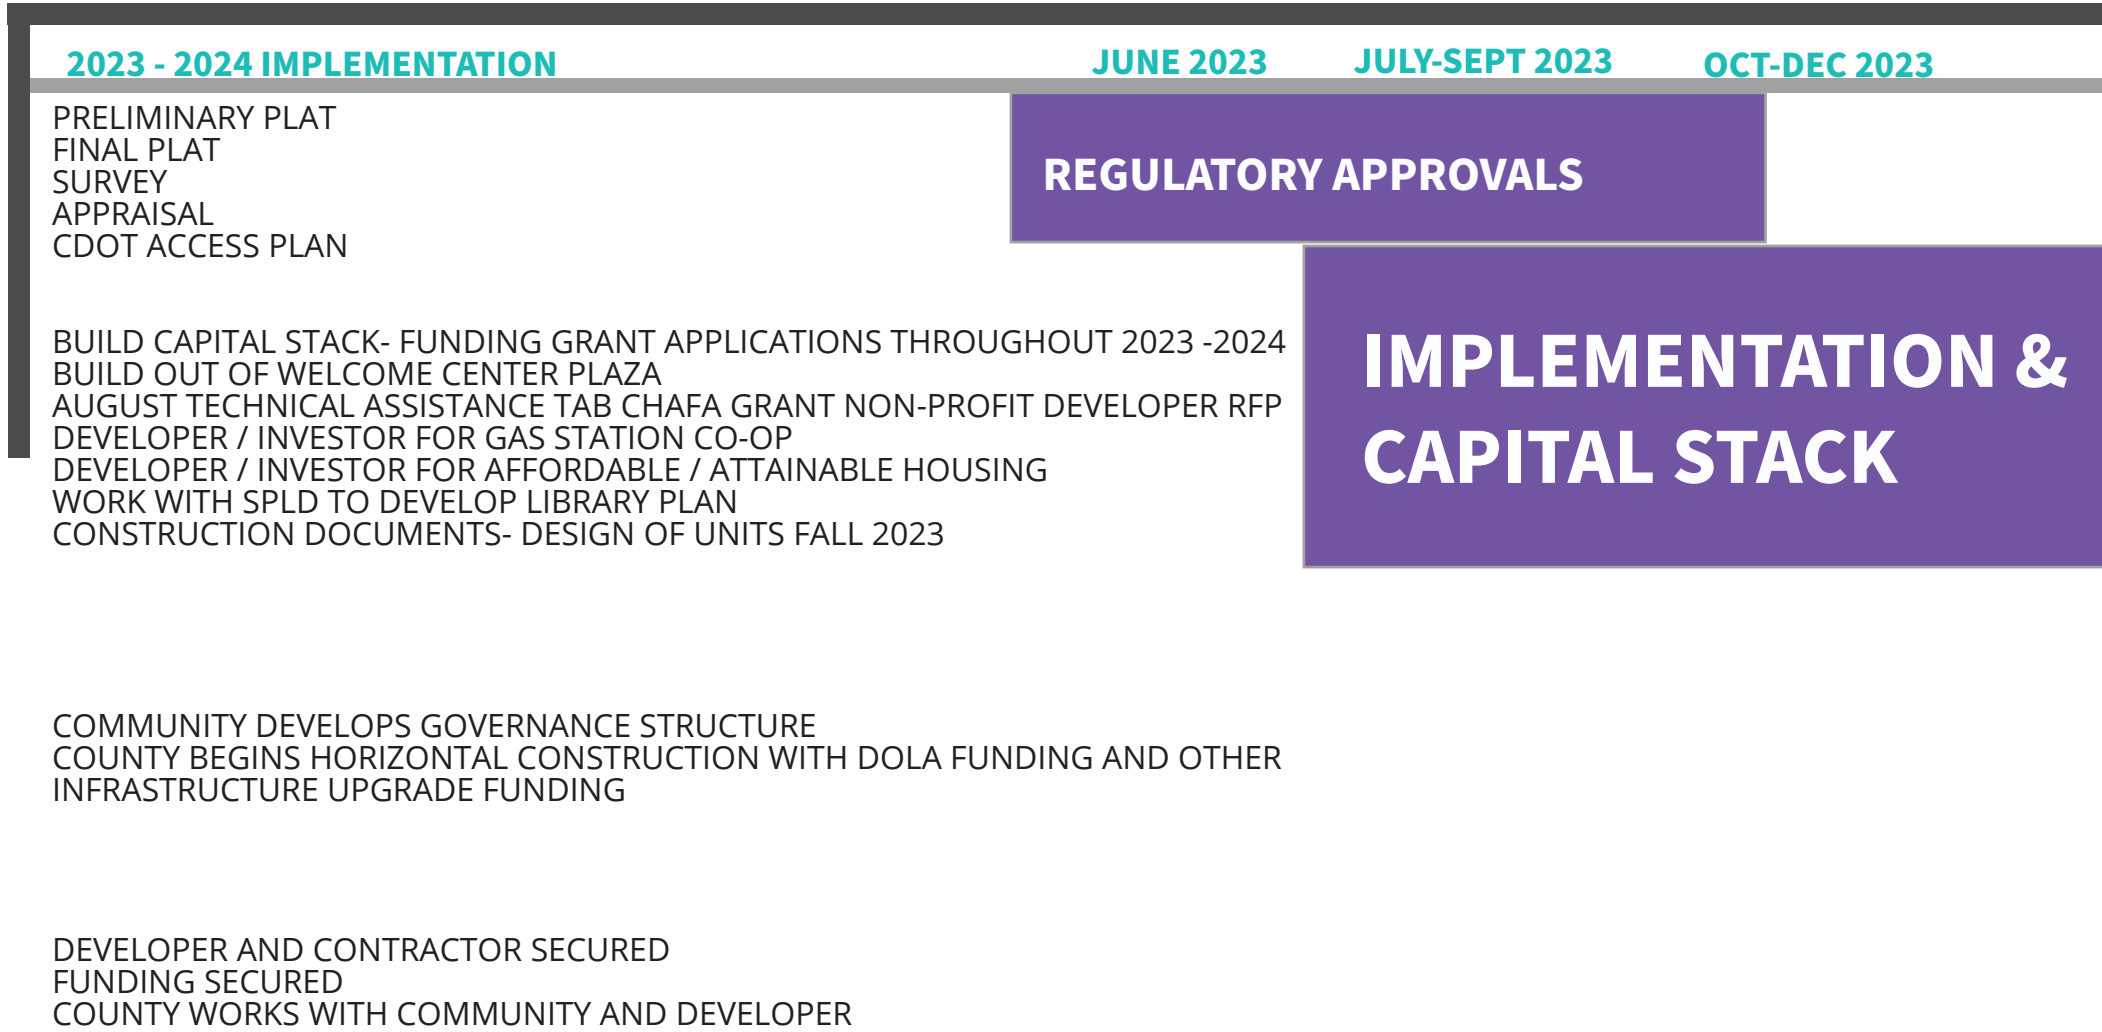 2023 - 2024 IMPLEMENTATION
JUNE 2023
JULY-SEPT 2023
OCT-DEC 2023
PRELIMINARY PLAT
FINAL PLAT
SURVEY
APPRAISAL
CDOT ACCESS PLAN
REGULATORY APPROVALS
BUILD CAPITAL STACK- FUNDING GRANT APPLICATIONS THROUGHOUT 2023 -2024
BUILD OUT OF WELCOME CENTER PLAZA
AUGUST TECHNICAL ASSISTANCE TAB CHAFA GRANT NON-PROFIT DEVELOPER RFP
DEVELOPER / INVESTOR FOR GAS STATION CO-OP
DEVELOPER / INVESTOR FOR AFFORDABLE / ATTAINABLE HOUSING
WORK WITH SPLD TO DEVELOP LIBRARY PLAN
CONSTRUCTION DOCUMENTS- DESIGN OF UNITS FALL 2023
IMPLEMENTATION &
CAPITAL STACK
COMMUNITY DEVELOPS GOVERNANCE STRUCTURE
COUNTY BEGINS HORIZONTAL CONSTRUCTION WITH DOLA FUNDING AND OTHER
INFRASTRUCTURE UPGRADE FUNDING
DEVELOPER AND CONTRACTOR SECURED
FUNDING SECURED
COUNTY WORKS WITH COMMUNITY AND DEVELOPER